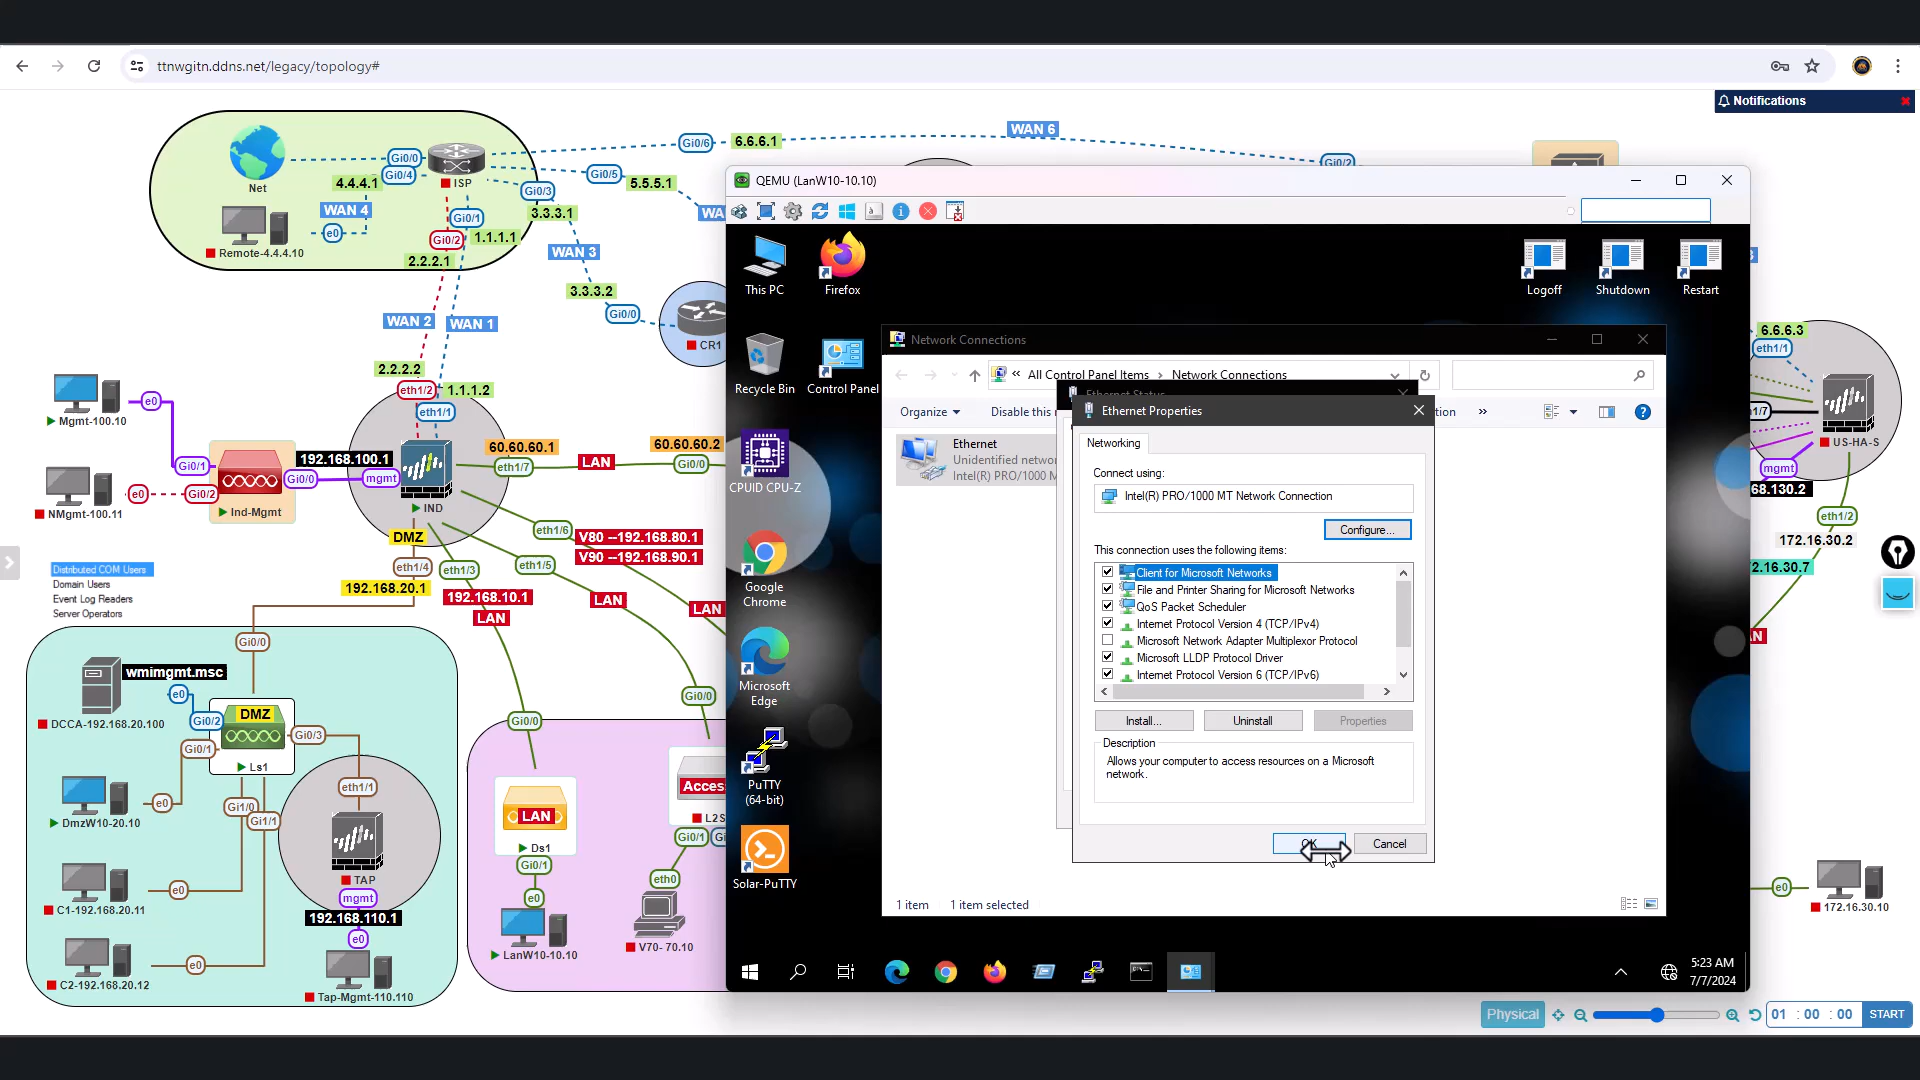 ttnwgitn.ddns.net/legacy/topology#
Notifications
Net
Gi0/0
Gi0/4
ISP
4.4.4.1
WAN 4
e0
Remote-4.4.4.10
Gi0/6
6.6.6.1
WAN 6
Gi0/2
Gi0/5
5.5.5.1
Gi0/3
3.3.3.1
WA
Gi0/1
1.1.1.1
Gi0/2
2.2.2.1
WAN 3
3.3.3.2
Gi0/0
CR1
WAN 2
WAN 1
2.2.2.2
eth1/2
1.1.1.2
eth1/1
Mgmt-100.10
e0
Gi0/1
192.168.100.1
Gi0/0
mgmt
IND
NMgmt-100.11
e0
Gi0/2
Ind-Mgmt
60.60.60.1
eth1/7
LAN
60.60.60.2
Gi0/0
DMZ
eth1/6
V80 --192.168.80.1
V90 --192.168.90.1
eth1/4
eth1/3
eth1/5
192.168.20.1
192.168.10.1
LAN
LAN
LAN
Distributed COM Users
Domain Users
Event Log Readers
Server Operators
Gi0/0
wmimgmt.msc
e0
DCCA-192.168.20.100
Gi0/2
DMZ
Gi0/3
Gi0/1
Ls1
DmzW10-20.10
e0
Gi1/0
Gi1/1
eth1/1
TAP
mgmt
192.168.110.1
e0
Tap-Mgmt-110.110
C1-192.168.20.11
e0
C2-192.168.20.12
e0
Gi0/0
Gi0/0
LAN
Ds1
Gi0/1
e0
LanW10-10.10
Acces
L2S
Gi0/1
Gi
eth0
V70- 70.10
QEMU (LanW10-10.10)
This PC
Firefox
Recycle Bin
Control Panel
CPUID CPU-Z
Google
Chrome
Microsoft
Edge
PuTTY
(64-bit)
Solar-PuTTY
Logoff
Shutdown
Restart
Network Connections
« All Control Panel Items › Network Connections
Organize
Disable this
tion
»
Ethernet
Unidentified networ
Intel(R) PRO/1000 M
Ethernet Status
Ethernet Properties
Networking
Connect using:
Intel(R) PRO/1000 MT Network Connection
Configure...
This connection uses the following items:
Client for Microsoft Networks
File and Printer Sharing for Microsoft Networks
QoS Packet Scheduler
Internet Protocol Version 4 (TCP/IPv4)
Microsoft Network Adapter Multiplexor Protocol
Microsoft LLDP Protocol Driver
Internet Protocol Version 6 (TCP/IPv6)
Install...
Uninstall
Properties
Description
Allows your computer to access resources on a Microsoft
network.
OK
Cancel
1 item
1 item selected
5:23 AM
7/7/2024
6.6.6.3
eth1/1
1/7
US-HA-S
mgmt
68.130.2
eth1/2
172.16.30.2
2.16.30.7
AN
e0
172.16.30.10
Physical
01 : 00 : 00
START